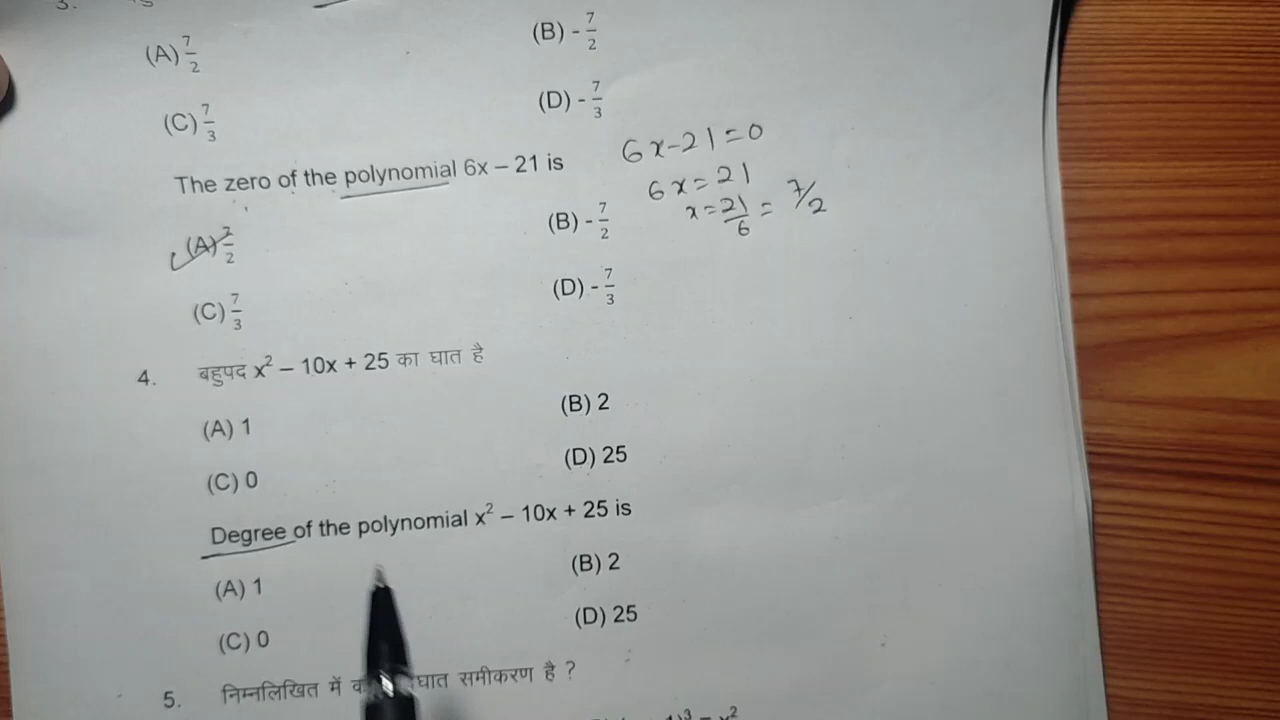 3.
(A) 7/2 (B) - 7/2
(C) 7/3 (D) - 7/3
The zero of the polynomial 6x – 21 is
6x-21=0
6x=21
x=21/6 = 7/2
(A) 7/2 (B) - 7/2
(C) 7/3 (D) - 7/3
4. बहुपद x² – 10x + 25 का घात है
(A) 1 (B) 2
(C) 0 (D) 25
Degree of the polynomial x² – 10x + 25 is
(A) 1 (B) 2
(C) 0 (D) 25
5. निम्नलिखित में घात समीकरण है ?